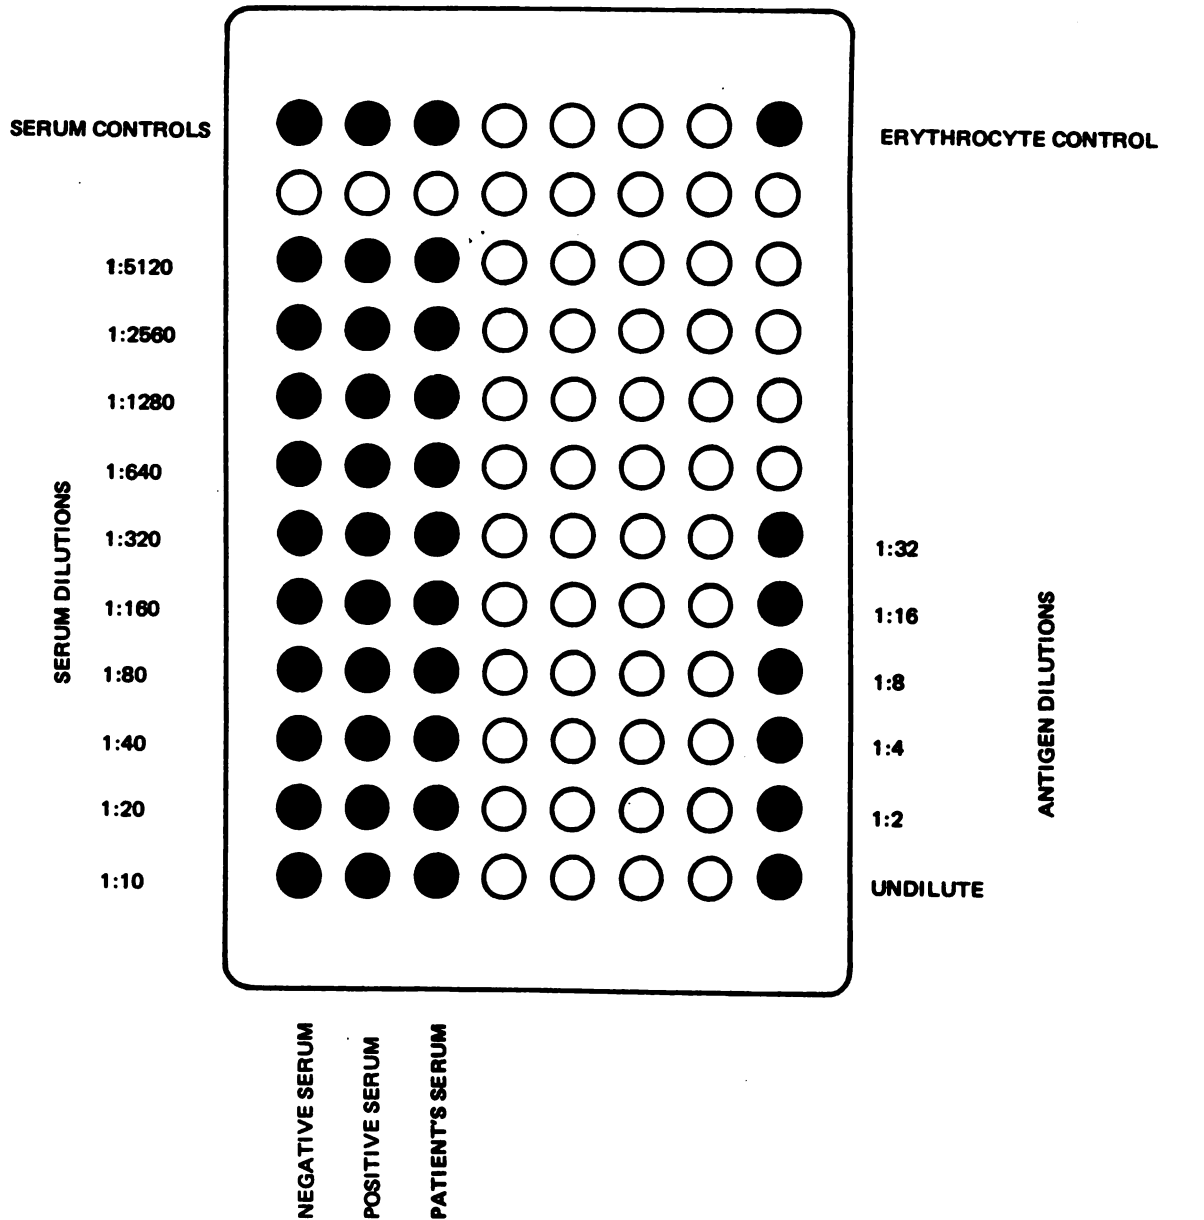 SERUM CONTROLS
ERYTHROCYTE CONTROL
1:5120
1:2560
1:1280
1:640
1:320
1:160
1:80
1:40
1:20
1:10
SERUM DILUTIONS
1:32
1:16
1:8
1:4
1:2
UNDILUTE
ANTIGEN DILUTIONS
NEGATIVE SERUM
POSITIVE SERUM
PATIENT'S SERUM